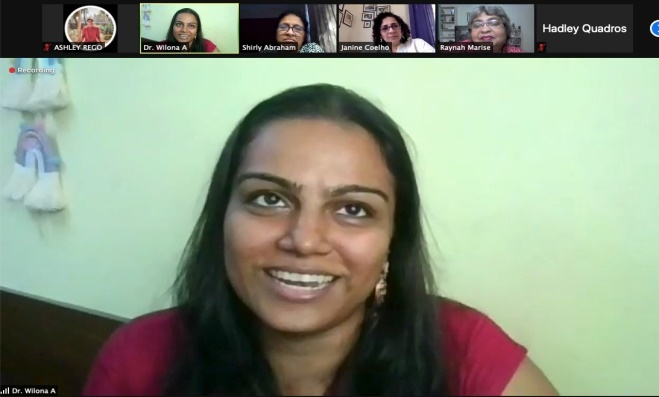 ASHLEY REGO
Dr. Wilona A
Shirly Abraham
Janine Coelho
Raynah Marise
Hadley Quadros
Recording
Dr. Wilona A